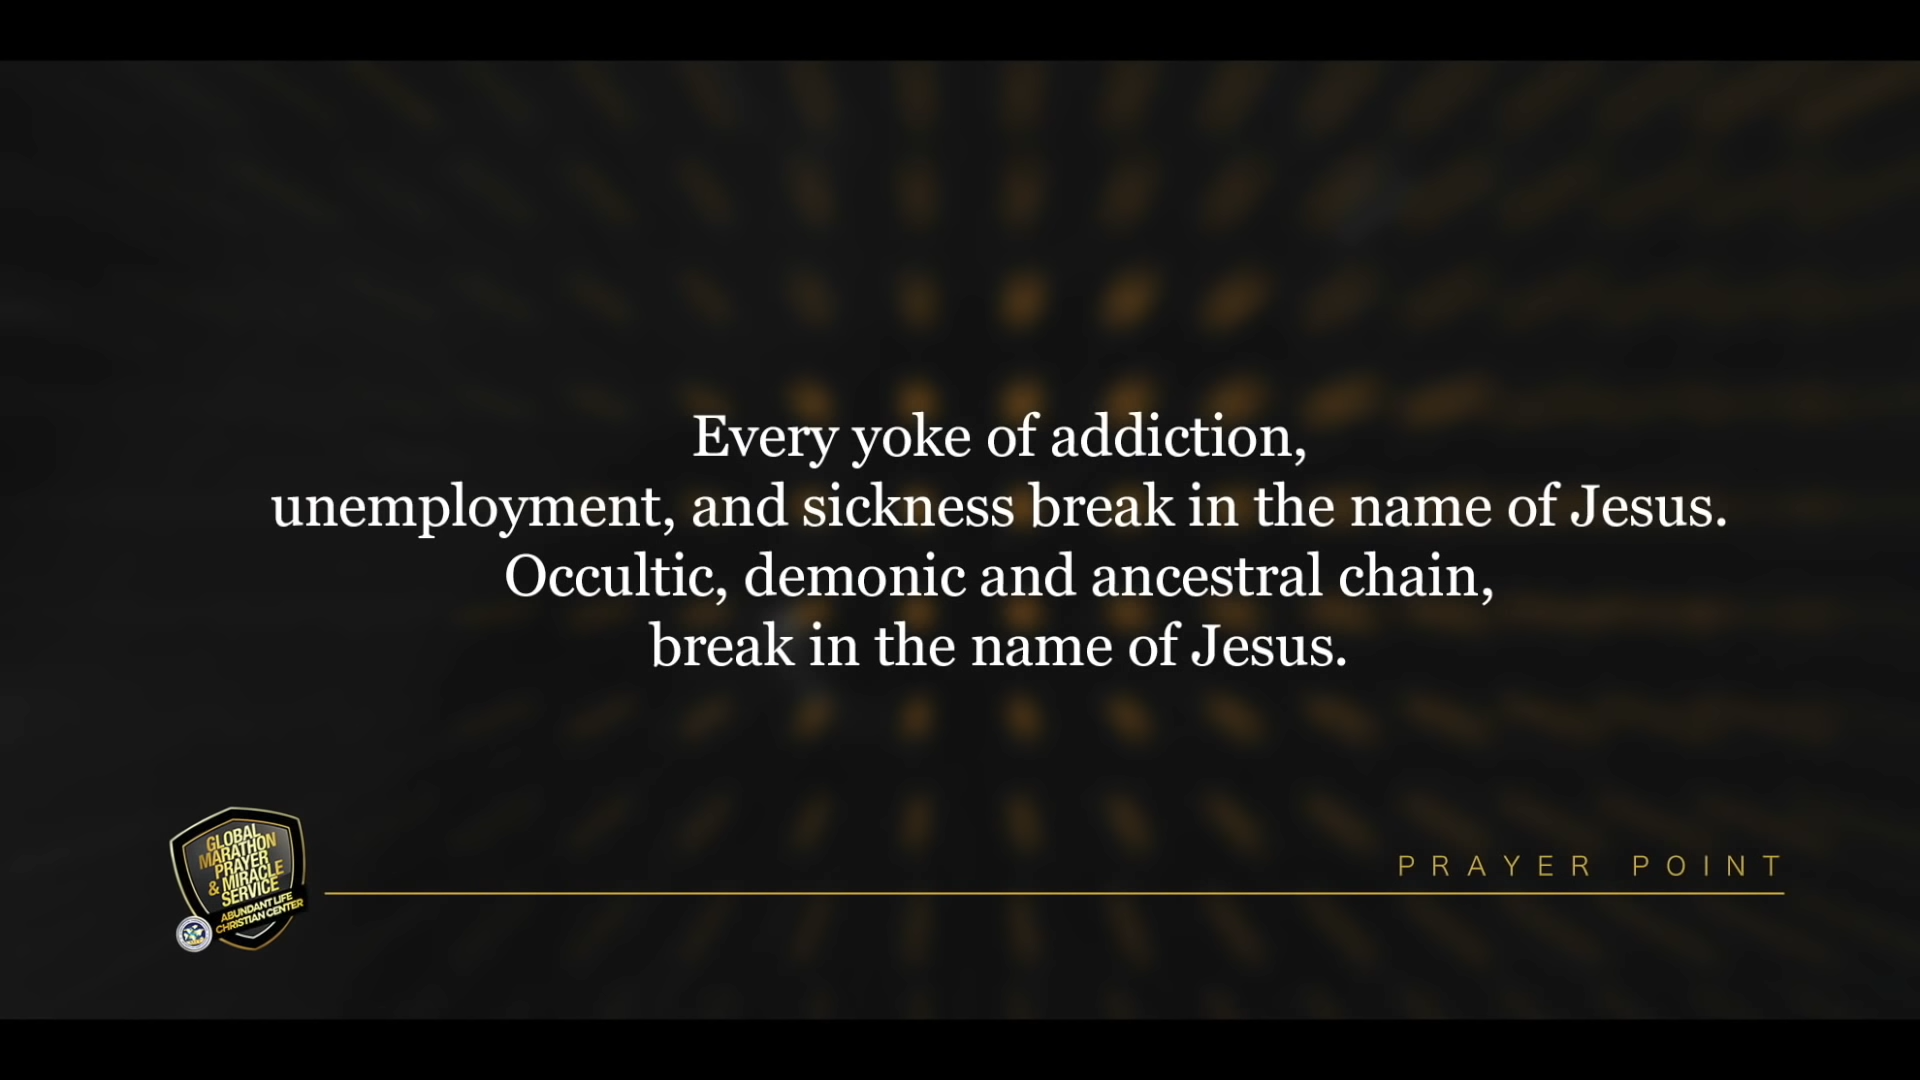 Every yoke of addiction,
unemployment, and sickness break in the name of Jesus.
Occultic, demonic and ancestral chain,
break in the name of Jesus.
PRAYER POINT
GLOBAL
MARATHON
PRAYER
& MIRACLE
SERVICE
ABUNDANT LIFE
CHRISTIAN CENTER